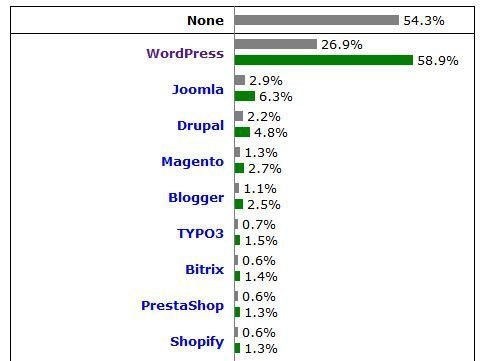 None 54.3%
26.9%
WordPress 58.9%
2.9%
Joomla 6.3%
2.2%
Drupal 4.8%
1.3%
Magento 2.7%
1.1%
Blogger 2.5%
0.7%
TYPO3 1.5%
0.6%
Bitrix 1.4%
0.6%
PrestaShop 1.3%
0.6%
Shopify 1.3%